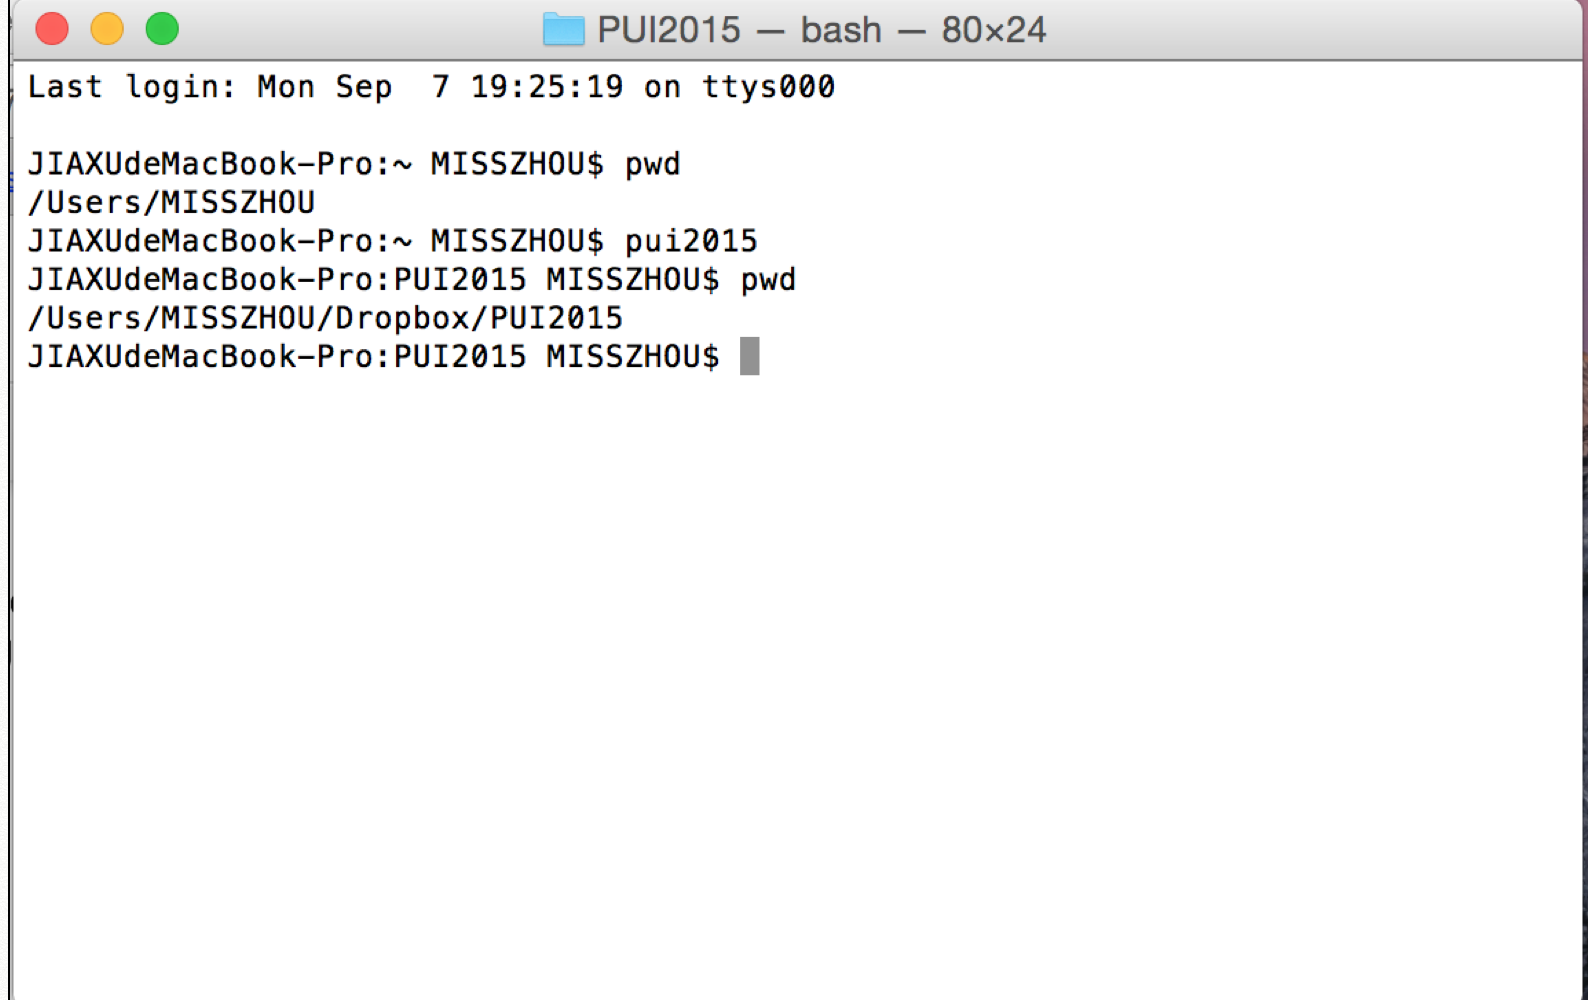 PUI2015 — bash — 80×24
Last login: Mon Sep  7 19:25:19 on ttys000
JIAXUdeMacBook-Pro:~ MISSZHOU$ pwd
/Users/MISSZHOU
JIAXUdeMacBook-Pro:~ MISSZHOU$ pui2015
JIAXUdeMacBook-Pro:PUI2015 MISSZHOU$ pwd
/Users/MISSZHOU/Dropbox/PUI2015
JIAXUdeMacBook-Pro:PUI2015 MISSZHOU$